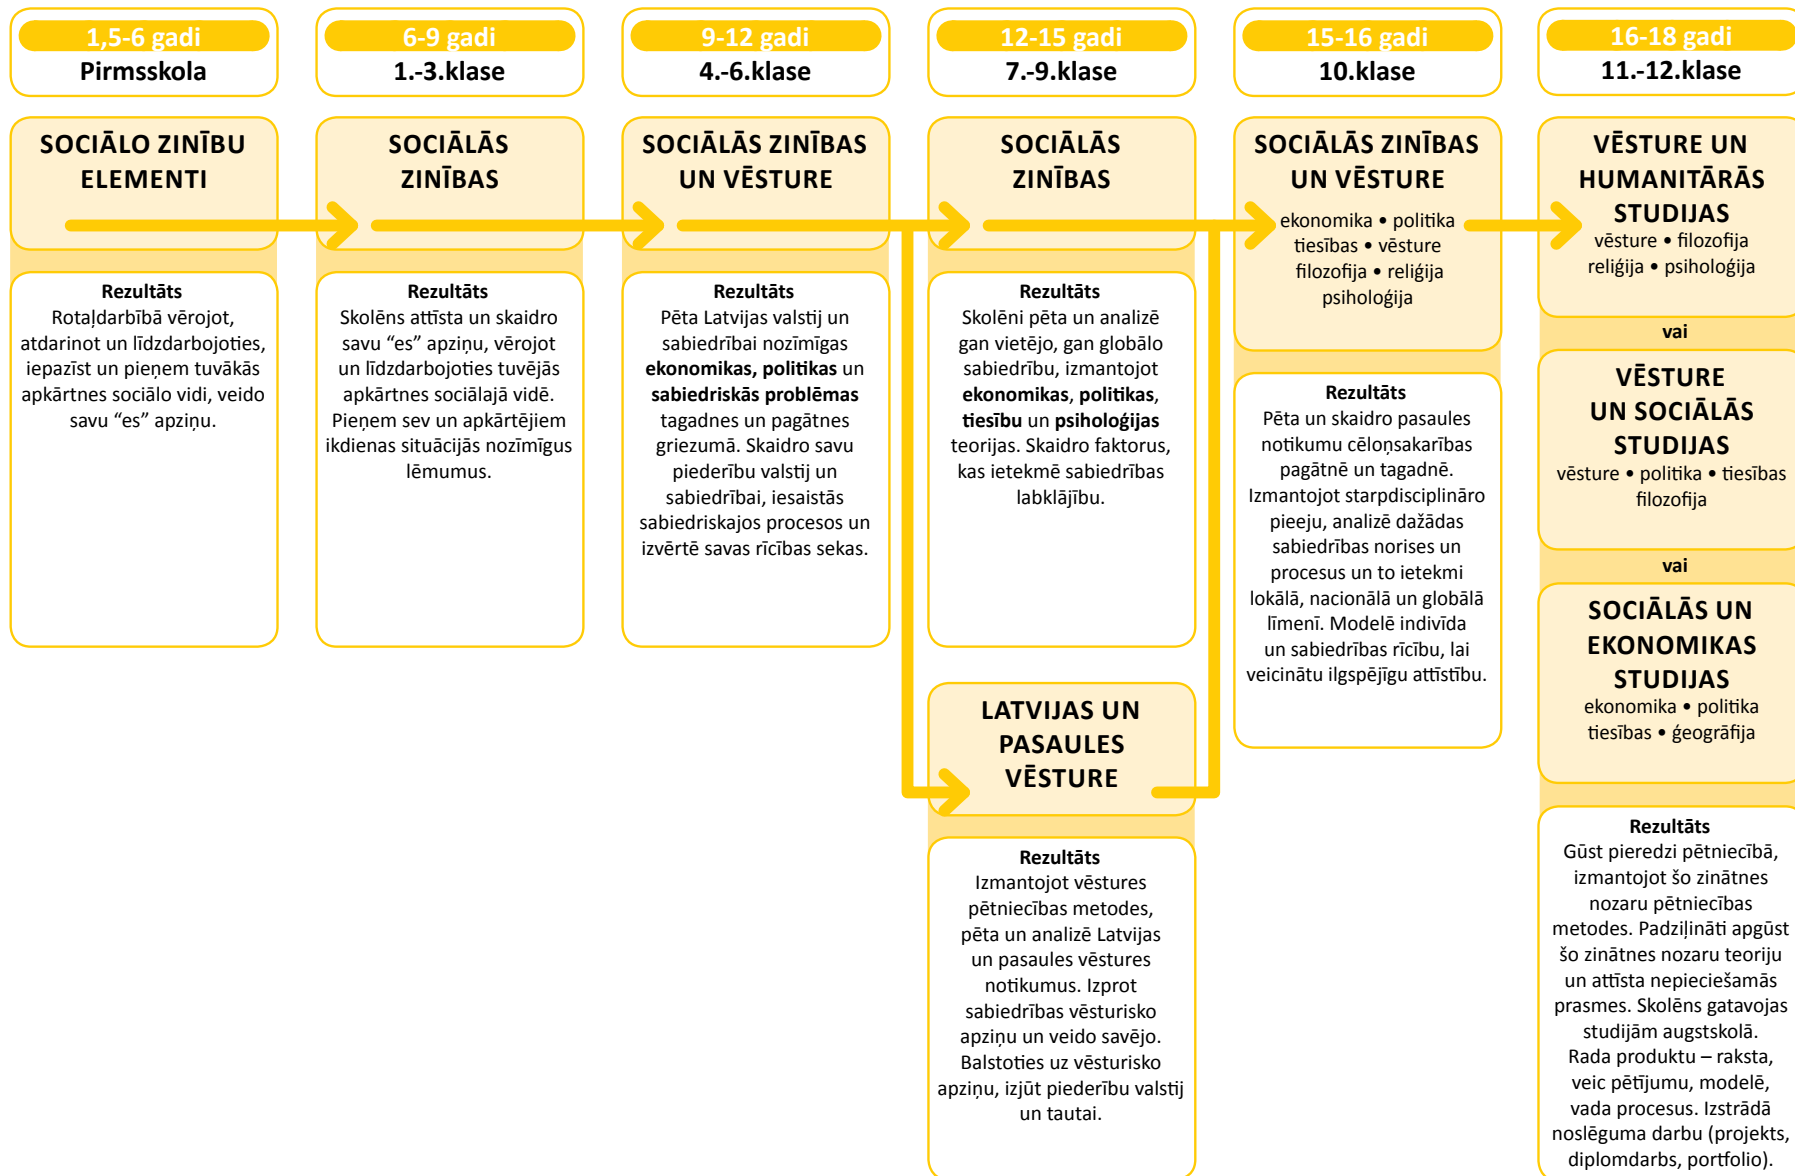 1,5-6 gadi
Pirmsskola
SOCIĀLO ZINĪBU
ELEMENTI
Rezultāts
Rotaļdarbībā vērojot,
atdarinot un līdzdarbojoties,
iepazīst un pieņem tuvākās
apkārtnes sociālo vidi, veido
savu “es” apziņu.
6-9 gadi
1.-3.klase
SOCIĀLĀS
ZINĪBAS
Rezultāts
Skolēns attīsta un skaidro
savu “es” apziņu, vērojot
un līdzdarbojoties tuvējās
apkārtnes sociālajā vidē.
Pieņem sev un apkārtējiem
ikdienas situācijās nozīmīgus
lēmumus.
9-12 gadi
4.-6.klase
SOCIĀLĀS ZINĪBAS
UN VĒSTURE
Rezultāts
Pēta Latvijas valstij un
sabiedrībai nozīmīgas
ekonomikas, politikas un
sabiedriskās problēmas
tagadnes un pagātnes
griezumā. Skaidro savu
piederību valstij un
sabiedrībai, iesaistās
sabiedriskajos procesos un
izvērtē savas rīcības sekas.
12-15 gadi
7.-9.klase
SOCIĀLĀS
ZINĪBAS
Rezultāts
Skolēni pēta un analizē
gan vietējo, gan globālo
sabiedrību, izmantojot
ekonomikas, politikas,
tiesību un psiholoģijas
teorijas. Skaidro faktorus,
kas ietekmē sabiedrības
labklājību.
LATVIJAS UN
PASAULES
VĒSTURE
Rezultāts
Izmantojot vēstures
pētniecības metodes,
pēta un analizē Latvijas
un pasaules vēstures
notikumus. Izprot
sabiedrības vēsturisko
apziņu un veido savējo.
Balstoties uz vēsturisko
apziņu, izjūt piederību valstij
un tautai.
15-16 gadi
10.klase
SOCIĀLĀS ZINĪBAS
UN VĒSTURE
ekonomika • politika
tiesības • vēsture
filozofija • reliģija
psiholoģija
Rezultāts
Pēta un skaidro pasaules
notikumu cēloņsakarības
pagātnē un tagadnē.
Izmantojot starpdisciplināro
pieeju, analizē dažādas
sabiedrības norises un
procesus un to ietekmi
lokālā, nacionālā un globālā
līmenī. Modelē indivīda
un sabiedrības rīcību, lai
veicinātu ilgspējīgu attīstību.
16-18 gadi
11.-12.klase
VĒSTURE UN
HUMANITĀRĀS
STUDIJAS
vēsture • filozofija
reliģija • psiholoģija
vai
VĒSTURE
UN SOCIĀLĀS
STUDIJAS
vēsture • politika • tiesības
filozofija
vai
SOCIĀLĀS UN
EKONOMIKAS
STUDIJAS
ekonomika • politika
tiesības • ģeogrāfija
Rezultāts
Gūst pieredzi pētniecībā,
izmantojot šo zinātnes
nozaru pētniecības
metodes. Padziļināti apgūst
šo zinātnes nozaru teoriju
un attīsta nepieciešamās
prasmes. Skolēns gatavojas
studijām augstskolā.
Rada produktu – raksta,
veic pētījumu, modelē,
vada procesus. Izstrādā
noslēguma darbu (projekts,
diplomdarbs, portfolio).